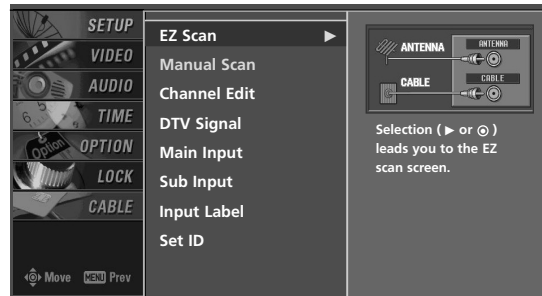 SETUP
VIDEO
AUDIO
TIME
OPTION
LOCK
CABLE
Move MENU Prev
EZ Scan ▶
Manual Scan
Channel Edit
DTV Signal
Main Input
Sub Input
Input Label
Set ID
ANTENNA
ANTENNA
CABLE
CABLE
Selection ( ▶ or ◉ )
leads you to the EZ
scan screen.
Option